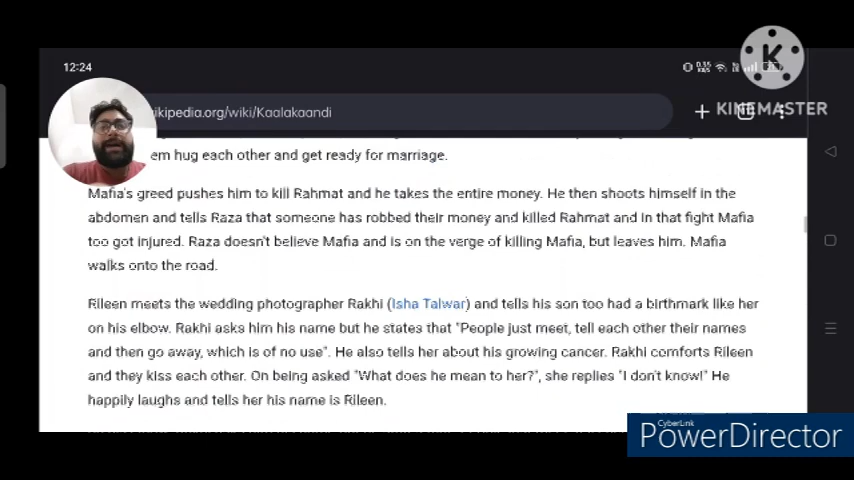 12:24
ikipedia.org/wiki/Kaalakaandi
KINEMASTER
em hug each other and get ready for marriage.
Mafia's greed pushes him to kill Rahmat and he takes the entire money. He then shoots himself in the
abdomen and tells Raza that someone has robbed their money and killed Rahmat and in that fight Mafia
too got injured. Raza doesn't believe Mafia and is on the verge of killing Mafia, but leaves him. Mafia
walks onto the road.
Rileen meets the wedding photographer Rakhi (Isha Talwar) and tells his son too had a birthmark like her
on his elbow. Rakhi asks him his name but he states that "People just meet, tell each other their names
and then go away, which is of no use". He also tells her about his growing cancer. Rakhi comforts Rileen
and they kiss each other. On being asked "What does he mean to her?", she replies "I don't know!" He
happily laughs and tells her his name is Rileen.
CyberLink
PowerDirector